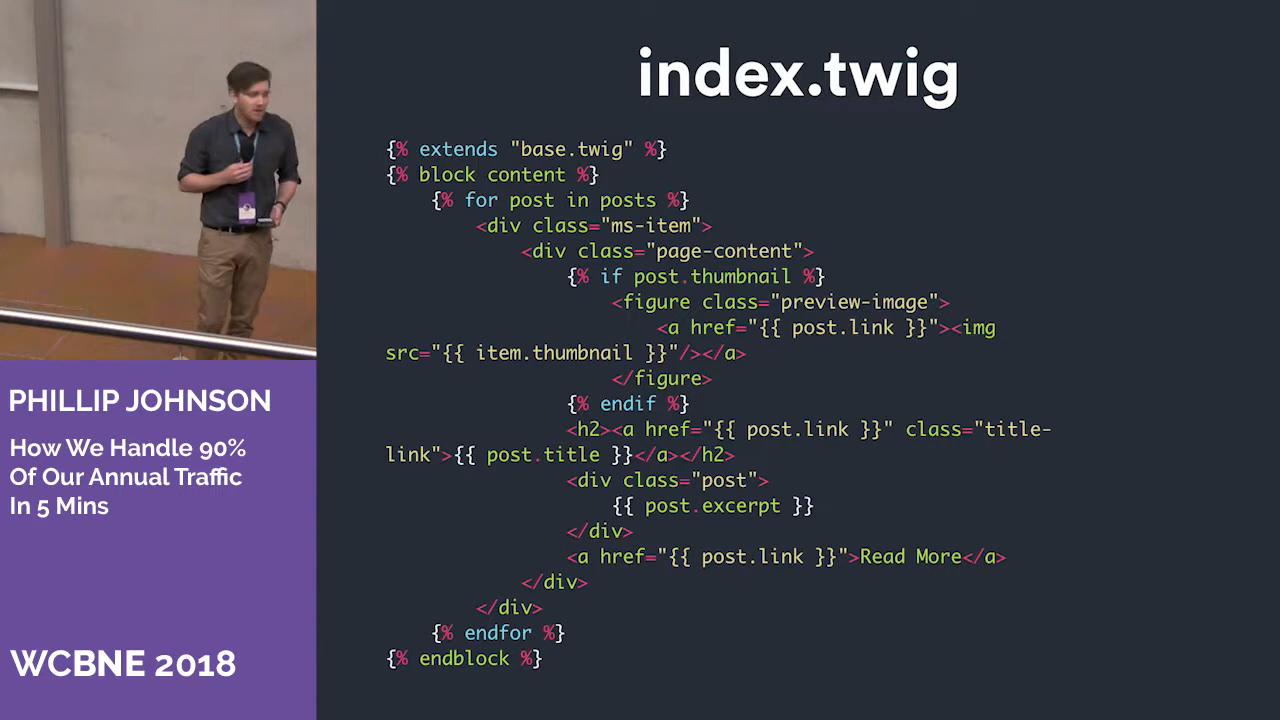 index.twig
{% extends "base.twig" %}
{% block content %}
{% for post in posts %}
<div class="ms-item">
<div class="page-content">
{% if post.thumbnail %}
<figure class="preview-image">
<a href="{{ post.link }}"><img
src="{{ item.thumbnail }}"/></a>
</figure>
{% endif %}
<h2><a href="{{ post.link }}" class="title-
link">{{ post.title }}</a></h2>
<div class="post">
{{ post.excerpt }}
</div>
<a href="{{ post.link }}">Read More</a>
</div>
</div>
{% endfor %}
{% endblock %}
PHILLIP JOHNSON
How We Handle 90%
Of Our Annual Traffic
In 5 Mins
WCBNE 2018